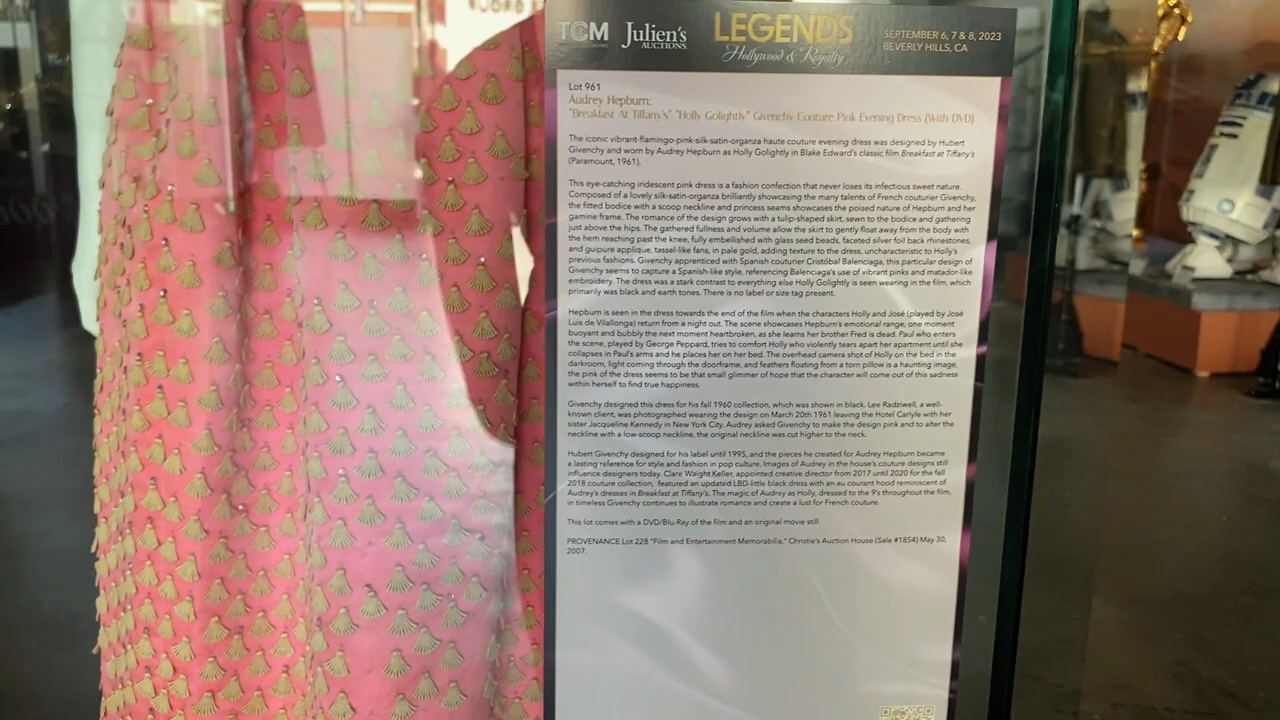 TCM
Julien's
AUCTIONS
LEGENDS
Hollywood & Royalty
SEPTEMBER 6, 7 & 8, 2023
BEVERLY HILLS, CA
Lot 961
Audrey Hepburn:
"Breakfast At Tiffany's" "Holly Golightly" Givenchy Couture Pink Evening Dress (With DVD)
The iconic vibrant-flamingo-pink-silk-satin-organza haute couture evening dress was designed by Hubert
Givenchy and worn by Audrey Hepburn as Holly Golightly in Blake Edward's classic film Breakfast at Tiffany's
(Paramount, 1961).
This eye-catching iridescent pink dress is a fashion confection that never loses its infectious sweet nature.
Composed of a lovely silk-satin-organza brilliantly showcasing the many talents of French couturier Givenchy,
the fitted bodice with a scoop neckline and princess seams showcases the poised nature of Hepburn and her
gamine frame. The romance of the design grows with a tulip-shaped skirt, sewn to the bodice and gathering
just above the hips. The gathered fullness and volume allow the skirt to gently float away from the body with
the hem reaching past the knee, fully embellished with glass seed beads, faceted silver foil back rhinestones,
and guipure applique, tassel-like fans, in pale gold, adding texture to the dress, uncharacteristic to Holly's
previous fashions. Givenchy apprenticed with Spanish couturier Cristóbal Balenciaga, this particular design of
Givenchy seems to capture a Spanish-like style, referencing Balenciaga's use of vibrant pinks and matador-like
embroidery. The dress was a stark contrast to everything else Holly Golightly is seen wearing in the film, which
primarily was black and earth tones. There is no label or size tag present.
Hepburn is seen in the dress towards the end of the film when the characters Holly and José (played by José
Luis de Vilallonga) return from a night out. The scene showcases Hepburn's emotional range, one moment
buoyant and bubbly the next moment heartbroken, as she learns her brother Fred is dead. Paul who enters
the scene, played by George Peppard, tries to comfort Holly who violently tears apart her apartment until she
collapses in Paul's arms and he places her on her bed. The overhead camera shot of Holly on the bed in the
darkroom, light coming through the doorframe, and feathers floating from a torn pillow is a haunting image,
the pink of the dress seems to be that small glimmer of hope that the character will come out of this sadness
within herself to find true happiness.
Givenchy designed this dress for his fall 1960 collection, which was shown in black. Lee Radziwell, a well-
known client, was photographed wearing the design on March 20th 1961 leaving the Hotel Carlyle with her
sister Jacqueline Kennedy in New York City. Audrey asked Givenchy to make the design pink and to alter the
neckline with a low-scoop neckline, the original neckline was cut higher to the neck.
Hubert Givenchy designed for his label until 1995, and the pieces he created for Audrey Hepburn became
a lasting reference for style and fashion in pop culture. Images of Audrey in the house's couture designs still
influence designers today. Clare Waight Keller, appointed creative director from 2017 until 2020 for the fall
2018 couture collection, featured an updated LBD-little black dress with an au courant hood reminiscent of
Audrey's dresses in Breakfast at Tiffany's. The magic of Audrey as Holly, dressed to the 9's throughout the film,
in timeless Givenchy continues to illustrate romance and create a lust for French couture.
This lot comes with a DVD/Blu-Ray of the film and an original movie still.
PROVENANCE Lot 228 "Film and Entertainment Memorabilia," Christie's Auction House (Sale #1854) May 30,
2007.